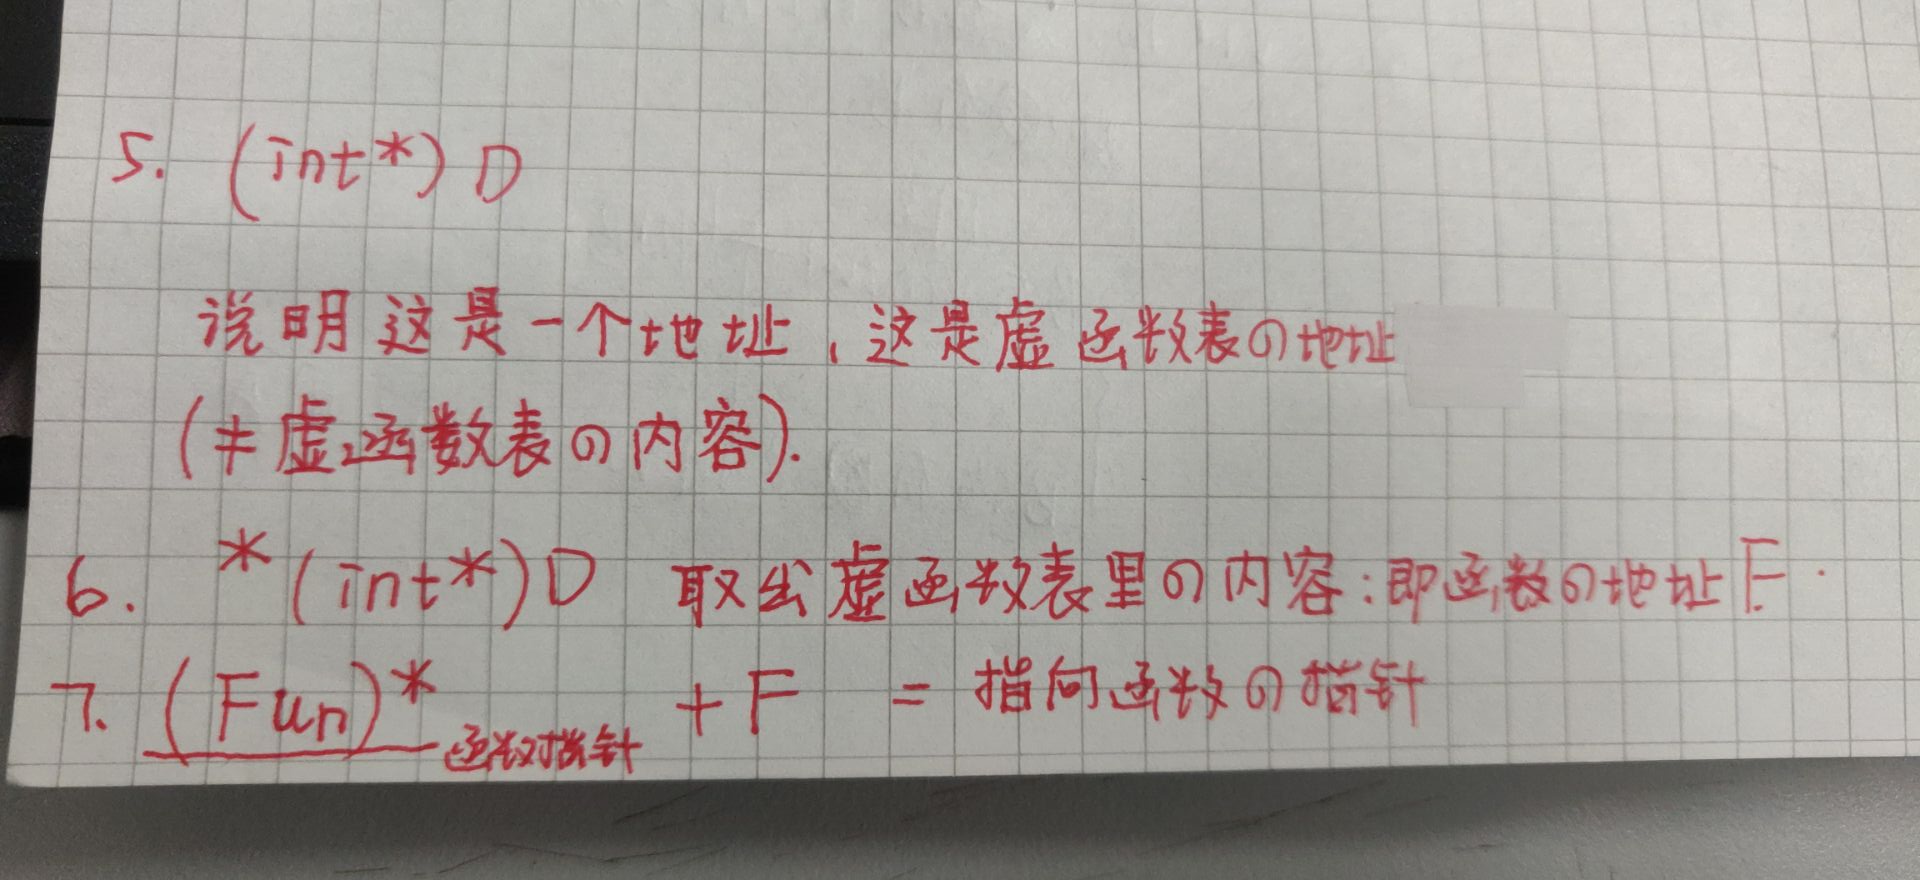 5. (int*) D
说明这是一个地址,这是虚函数表の地址
(≠虚函数表の内容).
6. *(int*)D 取出虚函数表里の内容:即函数の地址F.
7. (Fun)* 函数指针 + F = 指向函数の指针